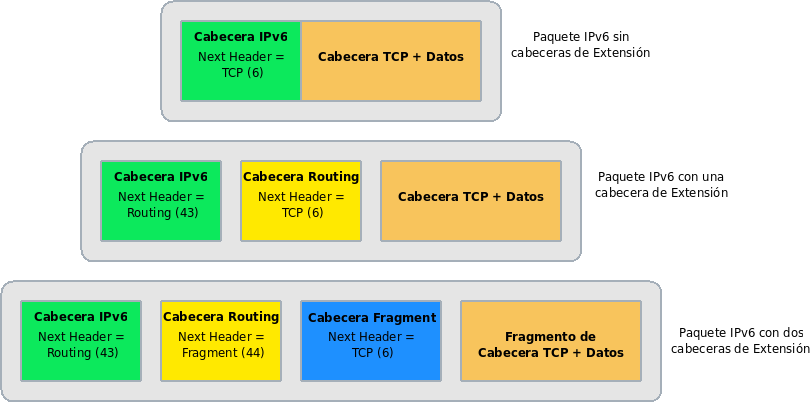 Cabecera IPv6
Next Header =
TCP (6)
Cabecera TCP + Datos
Paquete IPv6 sin
cabeceras de Extensión
Cabecera IPv6
Next Header =
Routing (43)
Cabecera Routing
Next Header =
TCP (6)
Cabecera TCP + Datos
Paquete IPv6 con una
cabecera de Extensión
Cabecera IPv6
Next Header =
Routing (43)
Cabecera Routing
Next Header =
Fragment (44)
Cabecera Fragment
Next Header =
TCP (6)
Fragmento de
Cabecera TCP + Datos
Paquete IPv6 con dos
cabeceras de Extensión